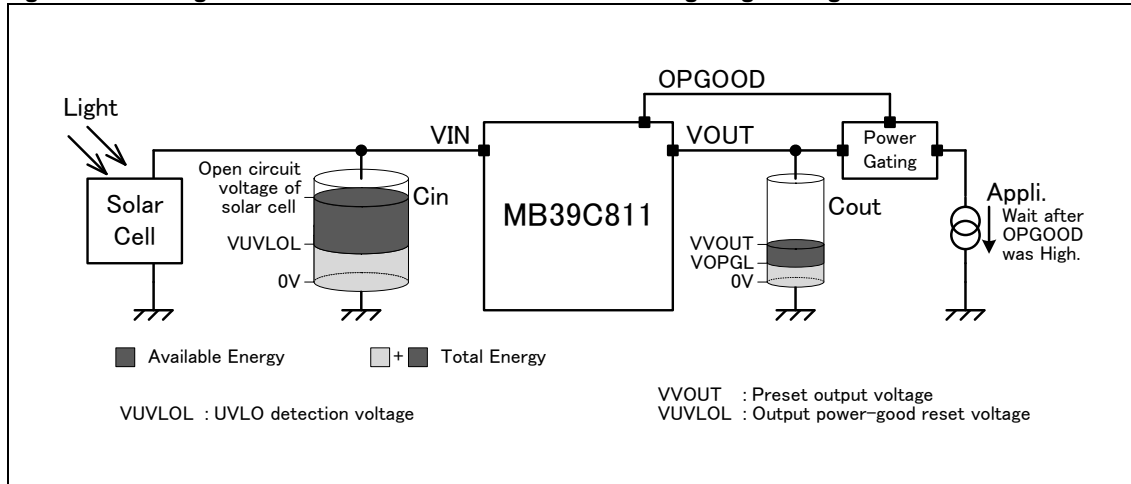 OPGOOD
Light
VIN
VOUT
Power
Gating
Open circuit
voltage of
solar cell
Cin
Solar
Cell
VUVLOL
0V
MB39C811
Cout
VVOUT
VOPGL
0V
Appli.
Wait after
OPGOOD
was High.
Available Energy
+
Total Energy
VUVLOL : UVLO detection voltage
VVOUT : Preset output voltage
VUVLOL : Output power-good reset voltage